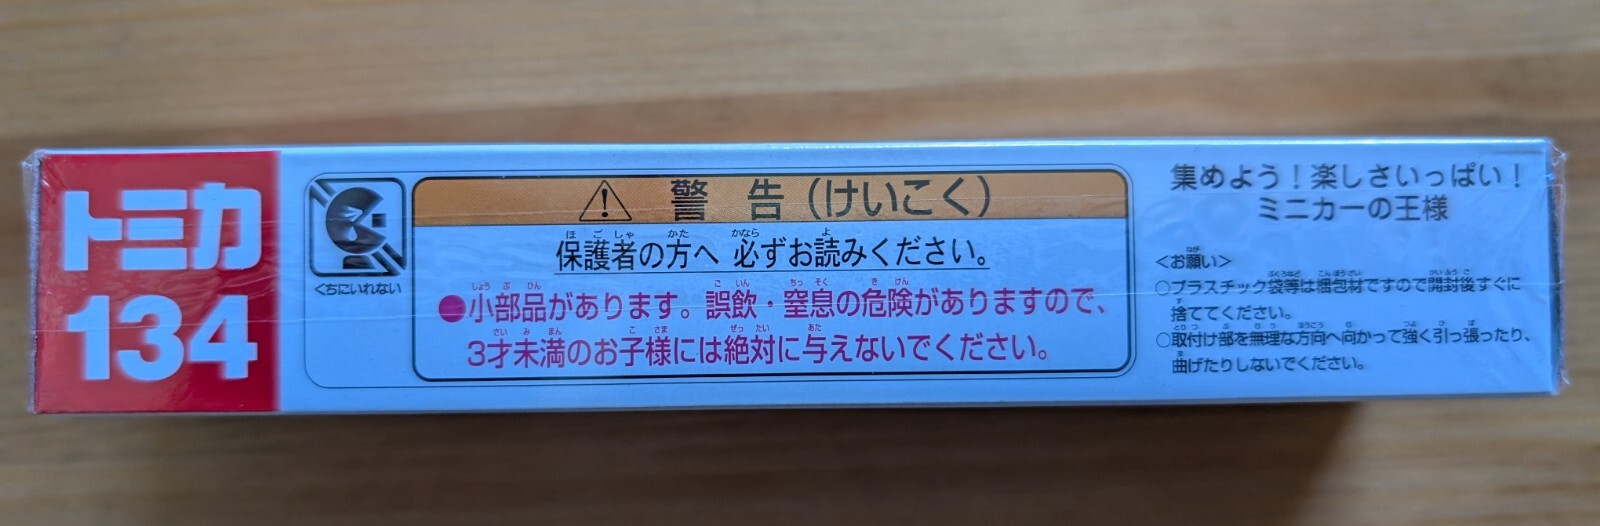 トミカ
134
くちにいれない
警告(けいこく)
保護者の方へ 必ずお読みください。
●小部品があります。誤飲・窒息の危険がありますので、
3才未満のお子様には絶対に与えないでください。
集めよう!楽しさいっぱい!
ミニカーの王様
<お願い>
○プラスチック袋等は梱包材ですので開封後すぐに
捨ててください。
○取付け部を無理な方向へ向かって強く引っ張ったり、
曲げたりしないでください。